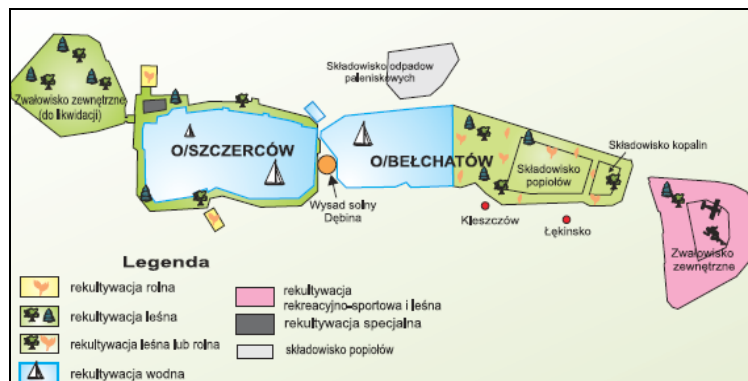 Składowisko odpadow
paleniskowych
Zwałowisko zewnętrzne
(do likwidacji)
O/SZCZERCÓW
O/BEŁCHATÓW
Składowisko kopalin
Składowisko
popiołów
Wysad solny
Dębina
Kleszczów
Łękinsko
Zwałowisko
zewnętrzne
Legenda
rekultywacja rolna
rekultywacja leśna
rekultywacja leśna lub rolna
rekultywacja wodna
rekultywacja
rekreacyjno-sportowa i leśna
rekultywacja specjalna
składowisko popiołów